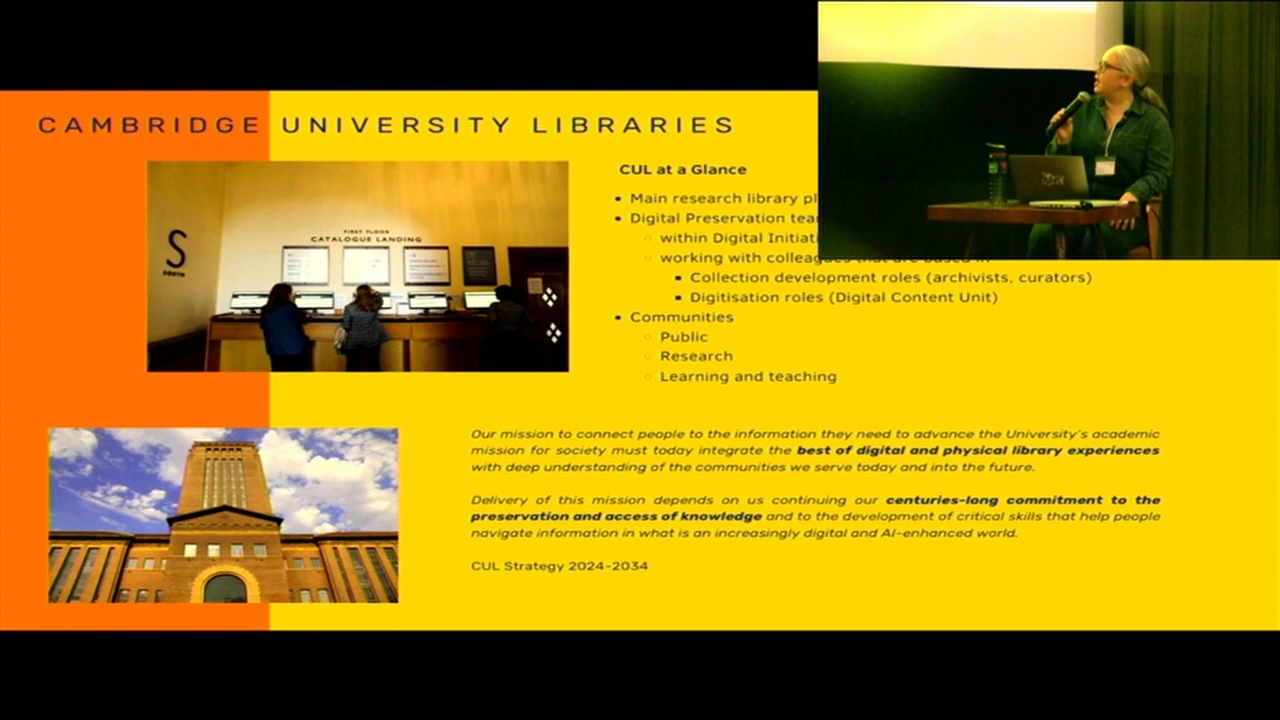 CAMBRIDGE UNIVERSITY LIBRARIES
S
SOUTH
FIRST FLOOR
CATALOGUE LANDING
CUL at a Glance
• Main research library pl
• Digital Preservation tea
○ within Digital Initiati
○ working with colleagues that are based in
▪ Collection development roles (archivists, curators)
▪ Digitisation roles (Digital Content Unit)
• Communities
○ Public
○ Research
○ Learning and teaching
Our mission to connect people to the information they need to advance the University's academic
mission for society must today integrate the best of digital and physical library experiences
with deep understanding of the communities we serve today and into the future.
Delivery of this mission depends on us continuing our centuries-long commitment to the
preservation and access of knowledge and to the development of critical skills that help people
navigate information in what is an increasingly digital and AI-enhanced world.
CUL Strategy 2024-2034